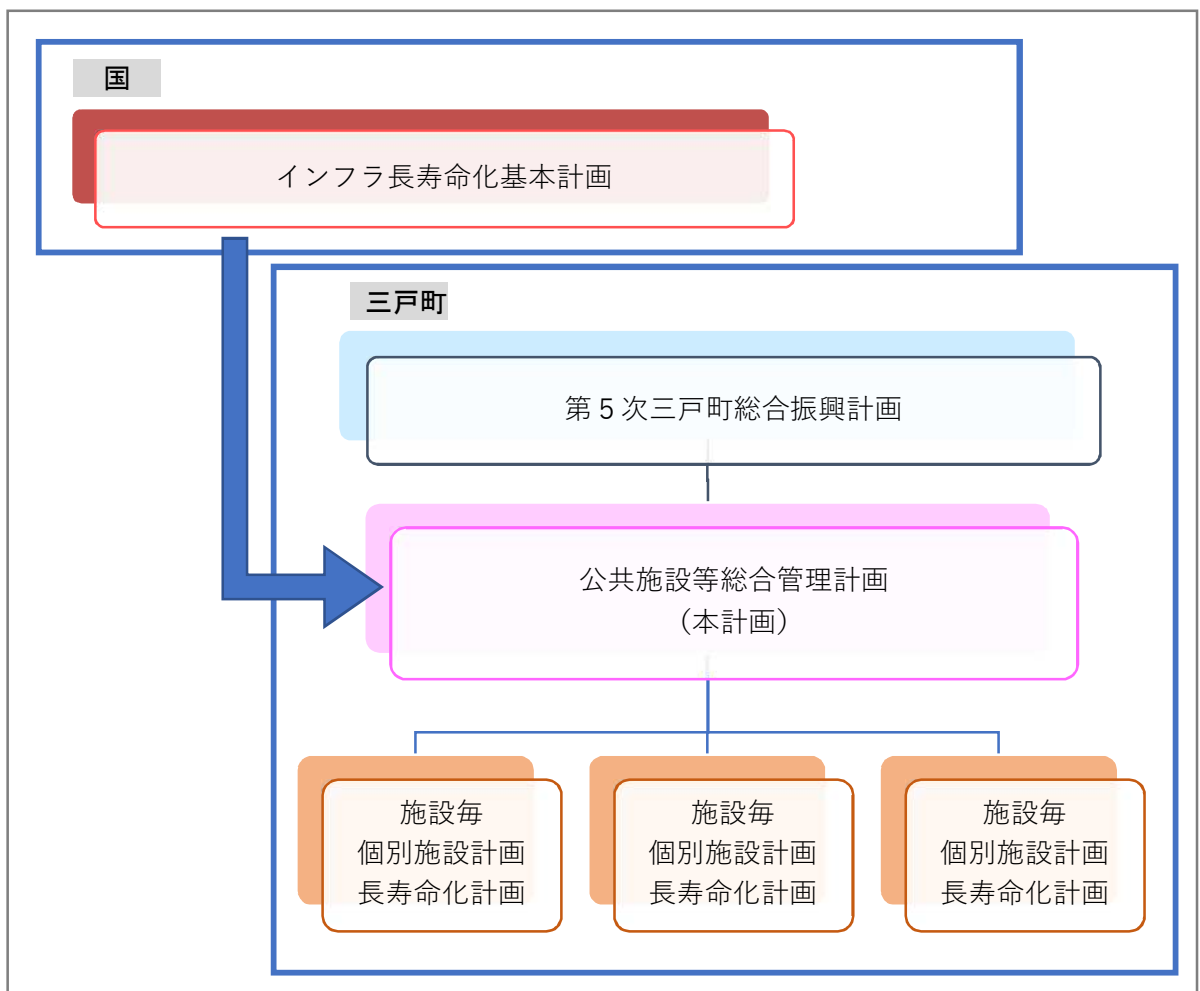 国
インフラ長寿命化基本計画
三戸町
第5次三戸町総合振興計画
公共施設等総合管理計画
（本計画）
施設毎
個別施設計画
長寿命化計画
施設毎
個別施設計画
長寿命化計画
施設毎
個別施設計画
長寿命化計画